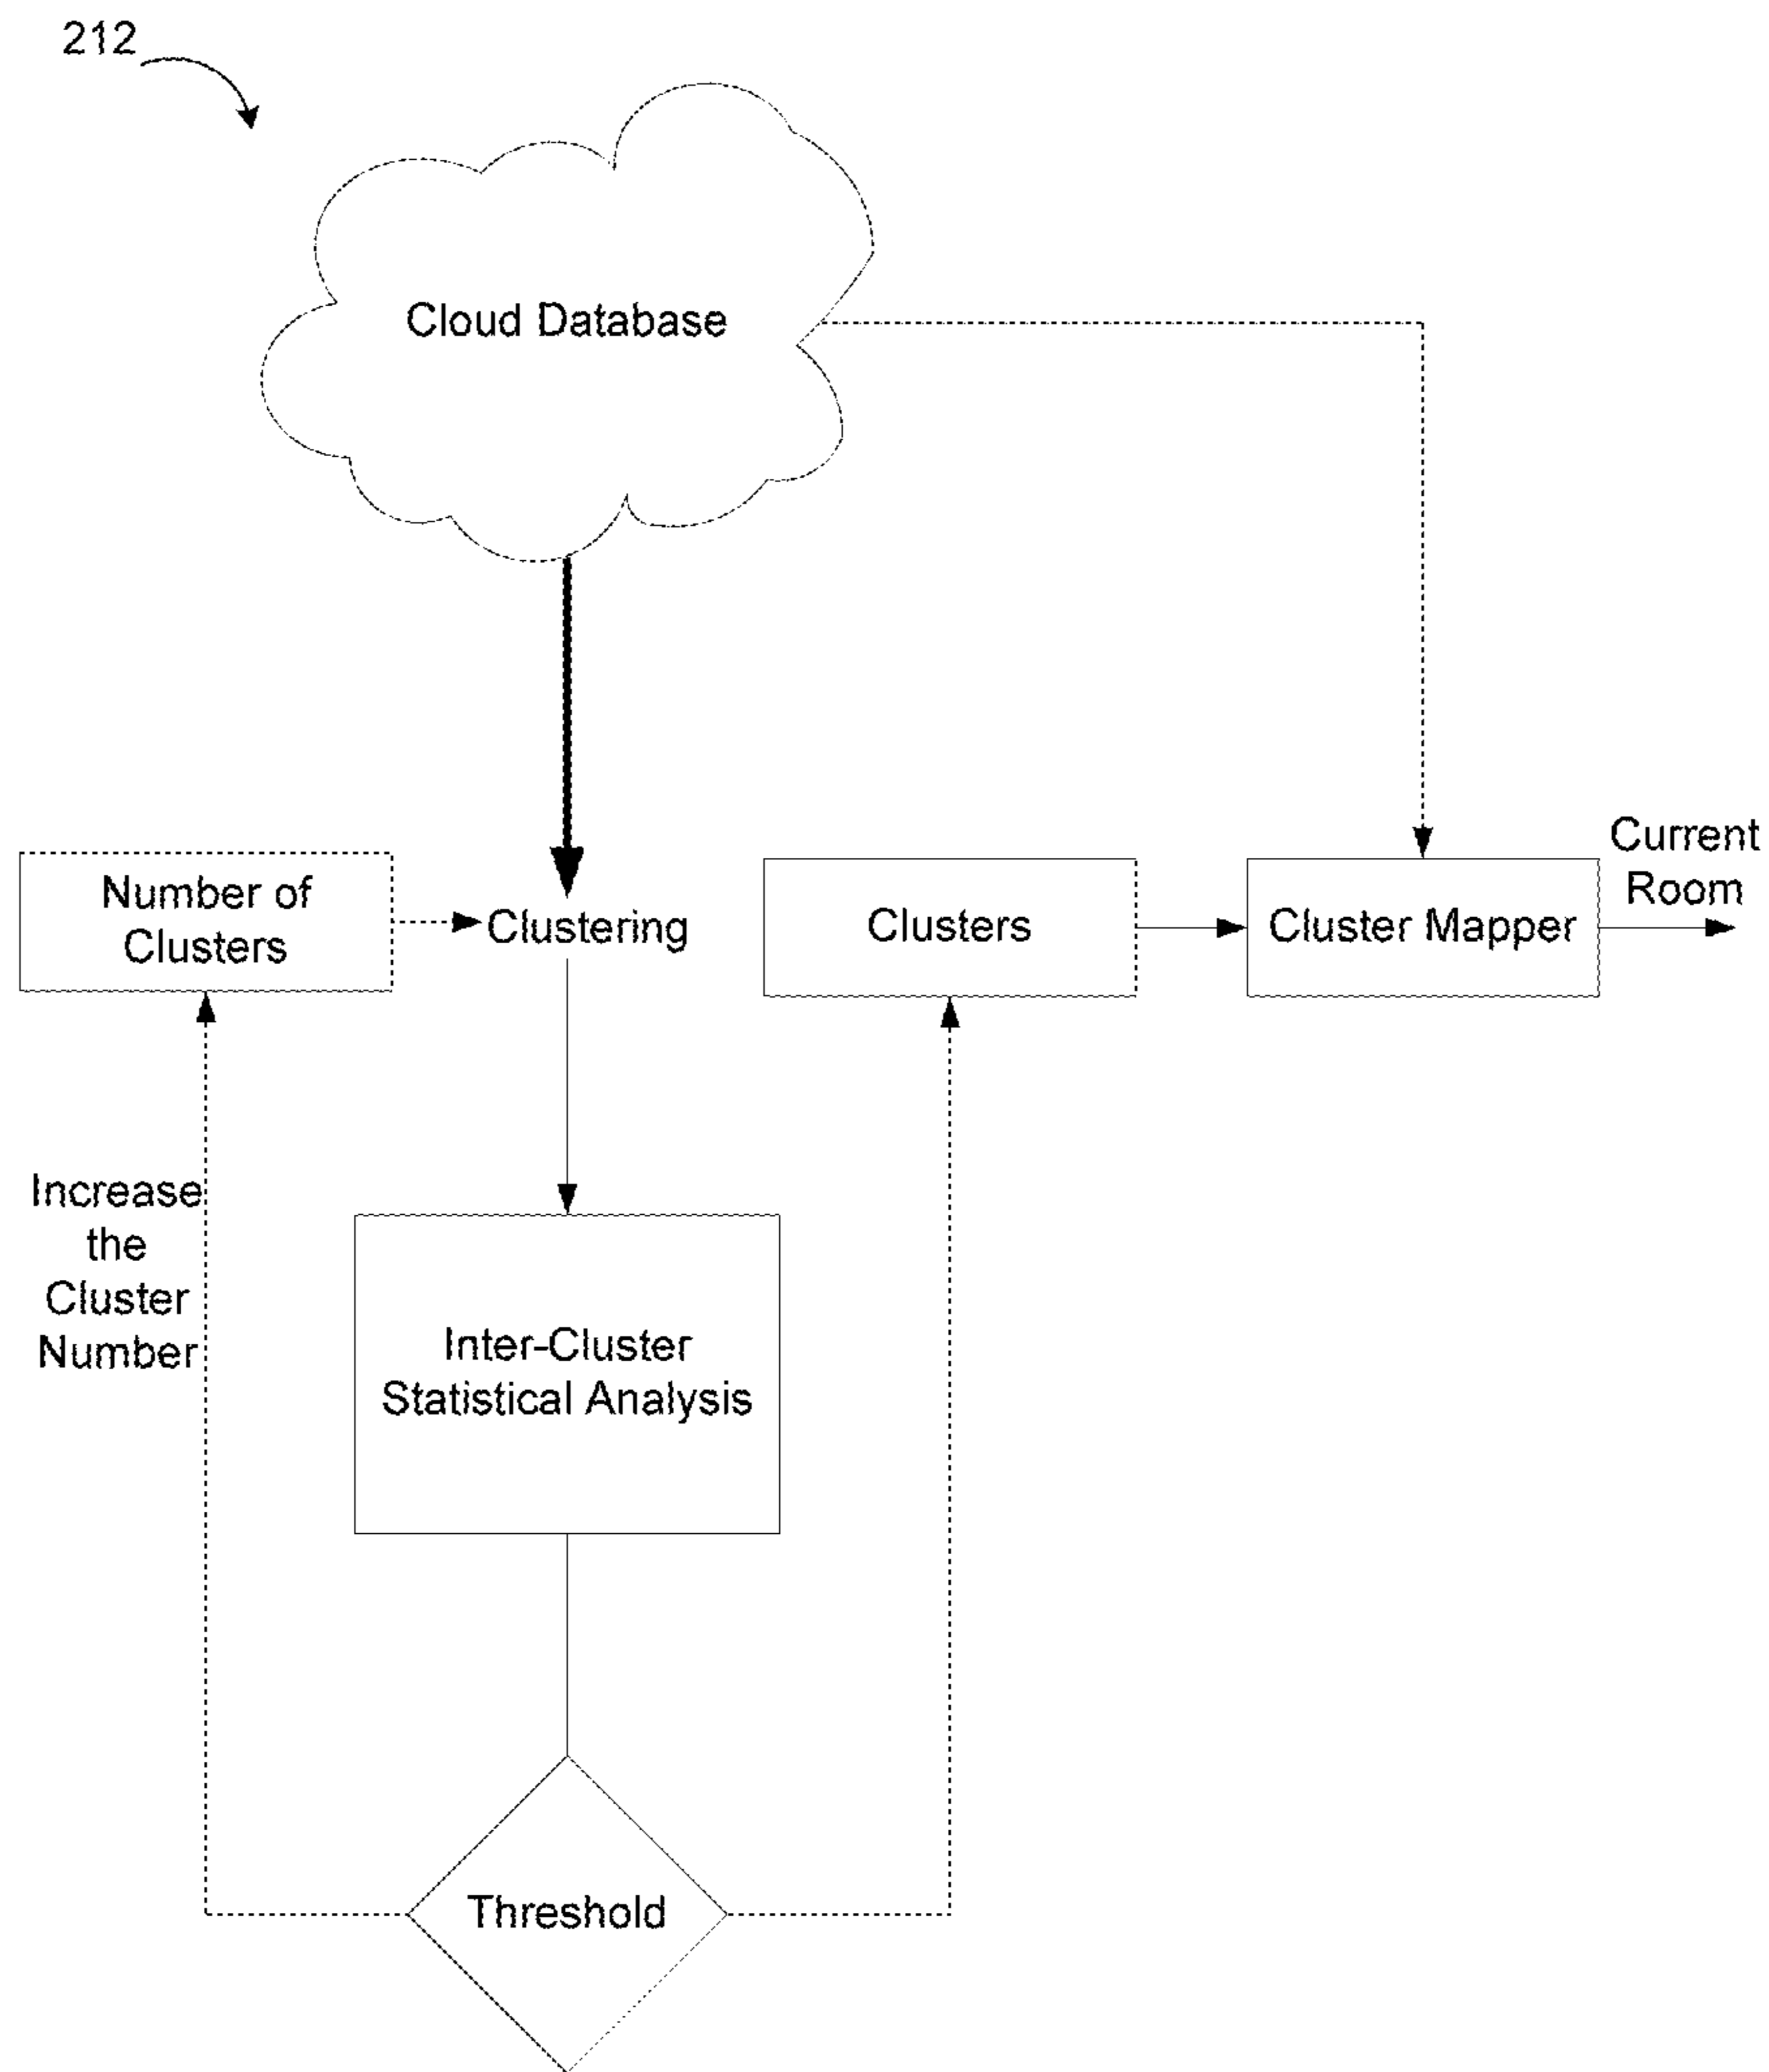 212
Cloud Database
Current
Room
Number of
Clusters
Clustering
Clusters
Cluster Mapper
Increase
the
Cluster
Number
Inter-Cluster
Statistical Analysis
Threshold